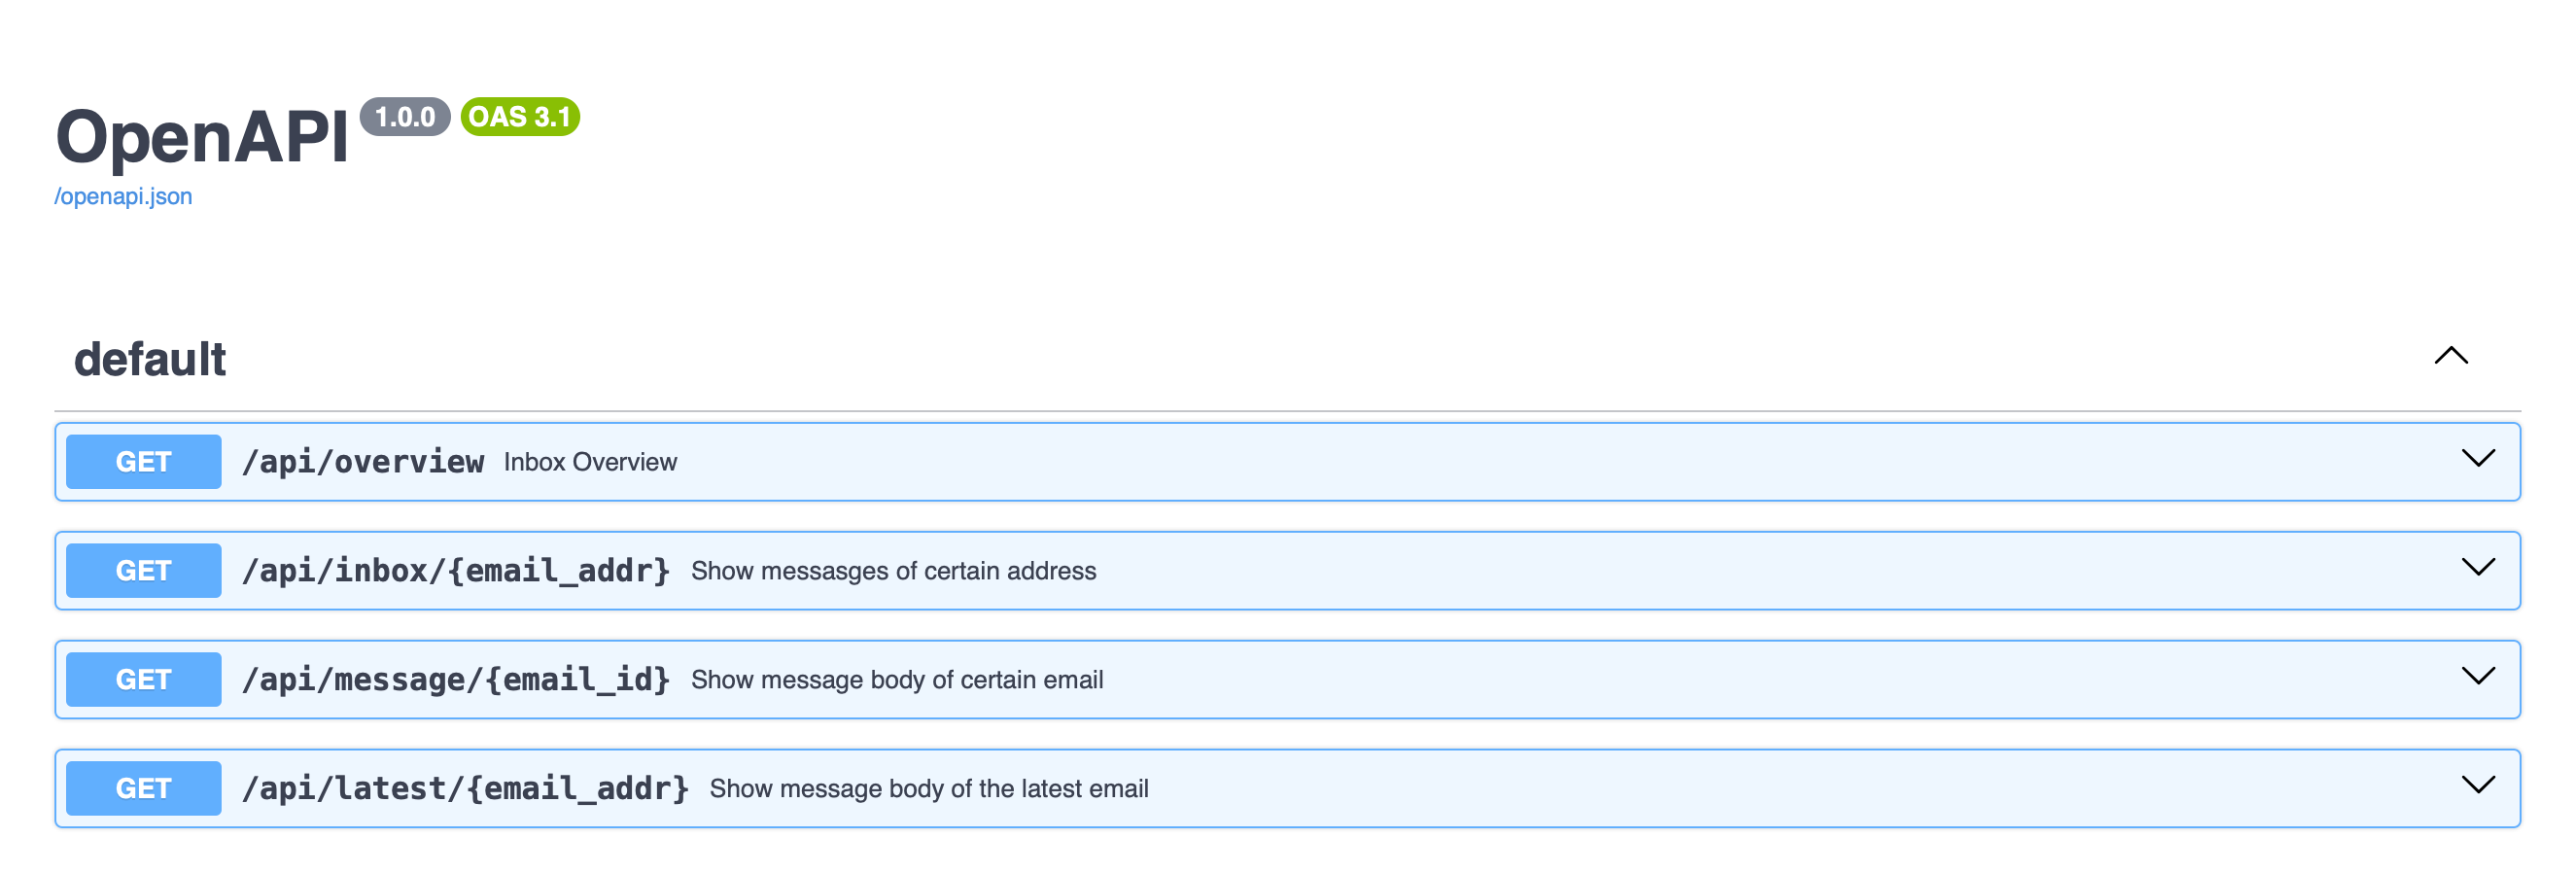 OpenAPI 1.0.0 OAS 3.1
/openapi.json
default
GET /api/overview Inbox Overview
GET /api/inbox/{email_addr} Show messasges of certain address
GET /api/message/{email_id} Show message body of certain email
GET /api/latest/{email_addr} Show message body of the latest email